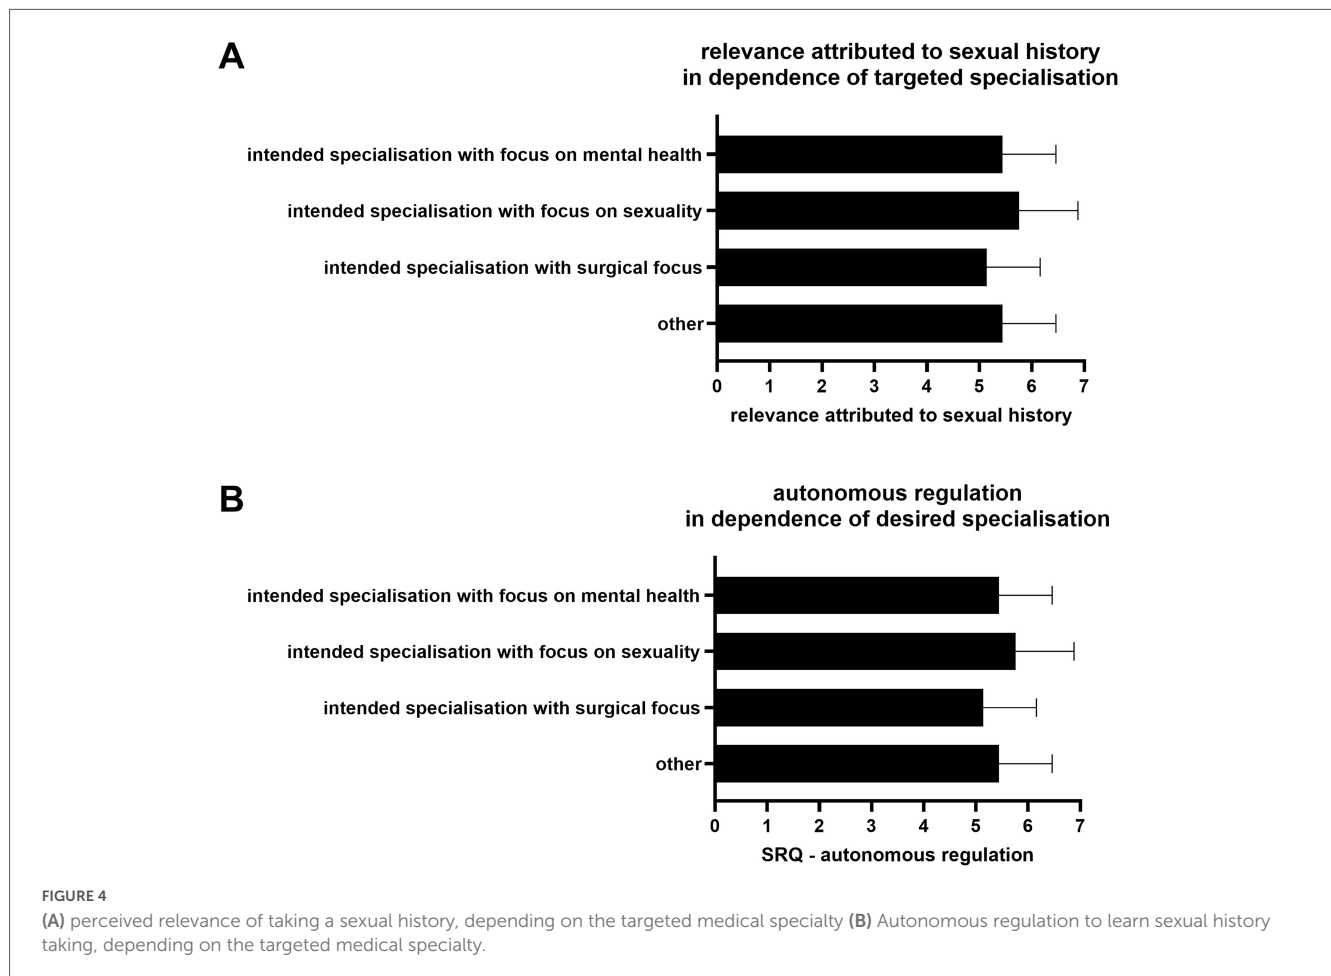 A
relevance attributed to sexual history
in dependence of targeted specialisation
intended specialisation with focus on mental health
intended specialisation with focus on sexuality
intended specialisation with surgical focus
other
0 1 2 3 4 5 6 7
relevance attributed to sexual history
B
autonomous regulation
in dependence of desired specialisation
intended specialisation with focus on mental health
intended specialisation with focus on sexuality
intended specialisation with surgical focus
other
0 1 2 3 4 5 6 7
SRQ - autonomous regulation
FIGURE 4
(A) perceived relevance of taking a sexual history, depending on the targeted medical specialty (B) Autonomous regulation to learn sexual history
taking, depending on the targeted medical specialty.